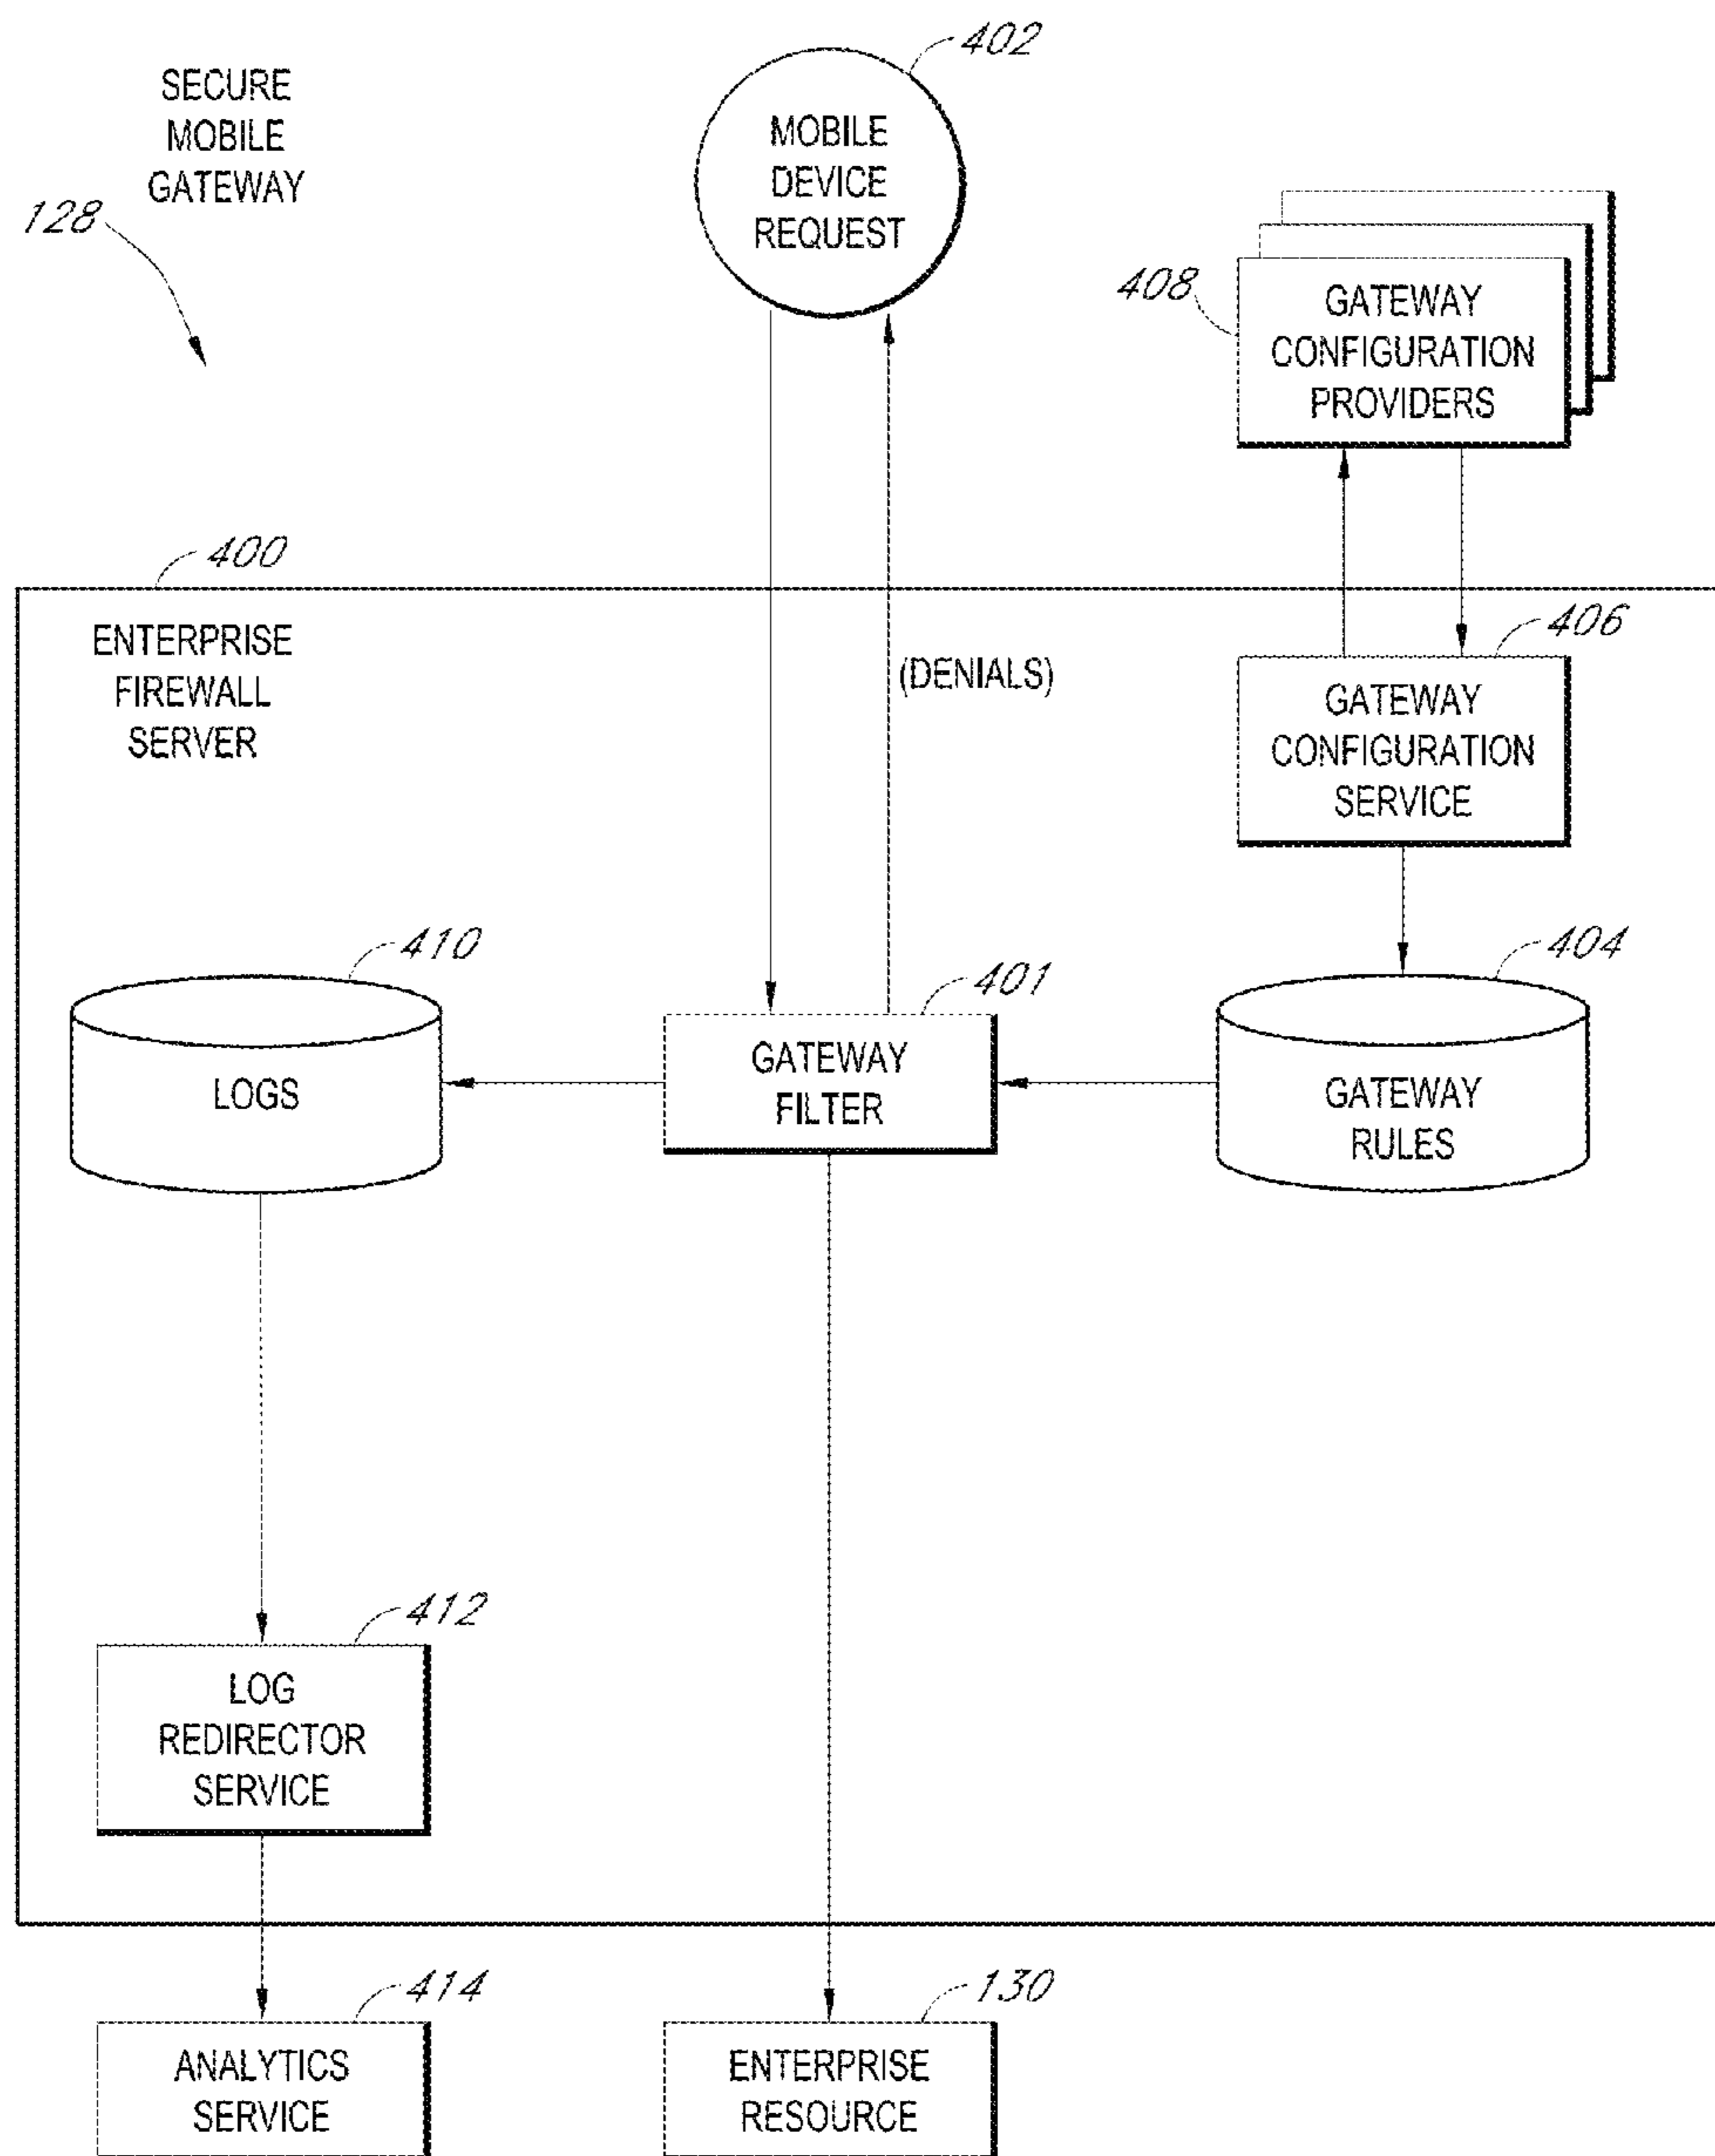 402
SECURE
MOBILE
GATEWAY
128
MOBILE
DEVICE
REQUEST
408
GATEWAY
CONFIGURATION
PROVIDERS
400
ENTERPRISE
FIREWALL
SERVER
(DENIALS)
406
GATEWAY
CONFIGURATION
SERVICE
410
LOGS
401
GATEWAY
FILTER
404
GATEWAY
RULES
412
LOG
REDIRECTOR
SERVICE
414
ANALYTICS
SERVICE
130
ENTERPRISE
RESOURCE